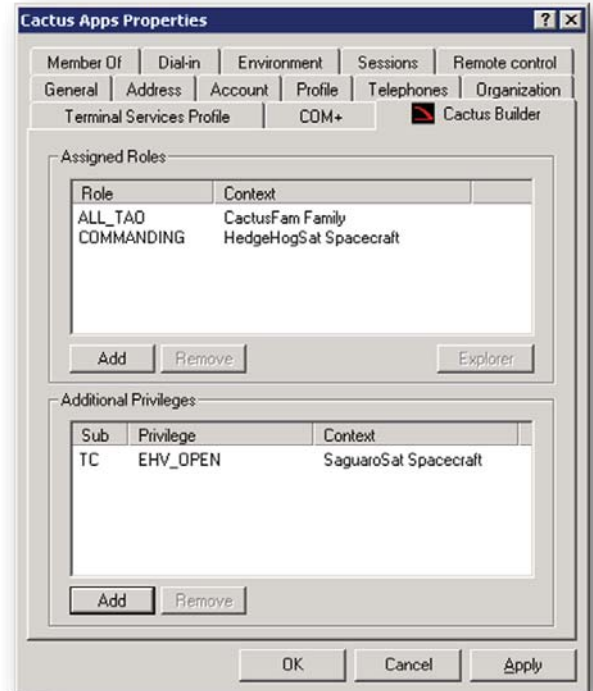 Cactus Apps Properties
Member Of Dial-in Environment Sessions Remote control
General Address Account Profile Telephones Organization
Terminal Services Profile COM+ Cactus Builder
Assigned Roles
Role Context
ALL_TAO CactusFam Family
COMMANDING HedgeHogSat Spacecraft
Add Remove Explorer
Additional Privileges
Sub Privilege Context
TC EHV_OPEN SaguaroSat Spacecraft
Add Remove
OK Cancel Apply